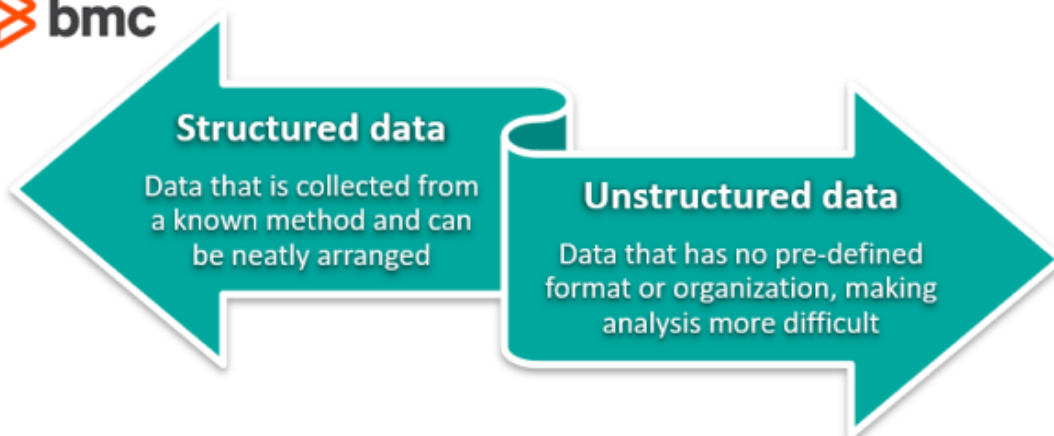 bmc
Structured data
Data that is collected from
a known method and can
be neatly arranged
Unstructured data
Data that has no pre-defined
format or organization, making
analysis more difficult